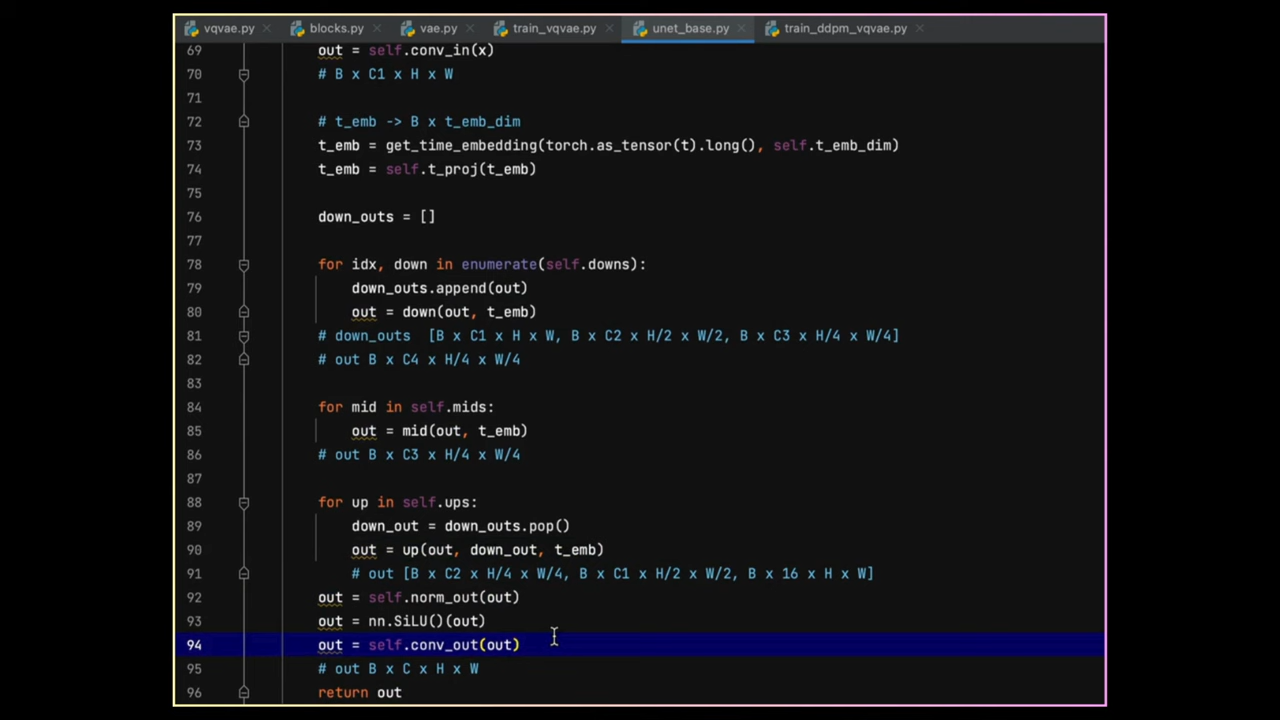 vqvae.py blocks.py vae.py train_vqvae.py unet_base.py train_ddpm_vqvae.py
69 out = self.conv_in(x)
70 # B x C1 x H x W
71
72 # t_emb -> B x t_emb_dim
73 t_emb = get_time_embedding(torch.as_tensor(t).long(), self.t_emb_dim)
74 t_emb = self.t_proj(t_emb)
75
76 down_outs = []
77
78 for idx, down in enumerate(self.downs):
79 down_outs.append(out)
80 out = down(out, t_emb)
81 # down_outs [B x C1 x H x W, B x C2 x H/2 x W/2, B x C3 x H/4 x W/4]
82 # out B x C4 x H/4 x W/4
83
84 for mid in self.mids:
85 out = mid(out, t_emb)
86 # out B x C3 x H/4 x W/4
87
88 for up in self.ups:
89 down_out = down_outs.pop()
90 out = up(out, down_out, t_emb)
91 # out [B x C2 x H/4 x W/4, B x C1 x H/2 x W/2, B x 16 x H x W]
92 out = self.norm_out(out)
93 out = nn.SiLU()(out)
94 out = self.conv_out(out)
95 # out B x C x H x W
96 return out